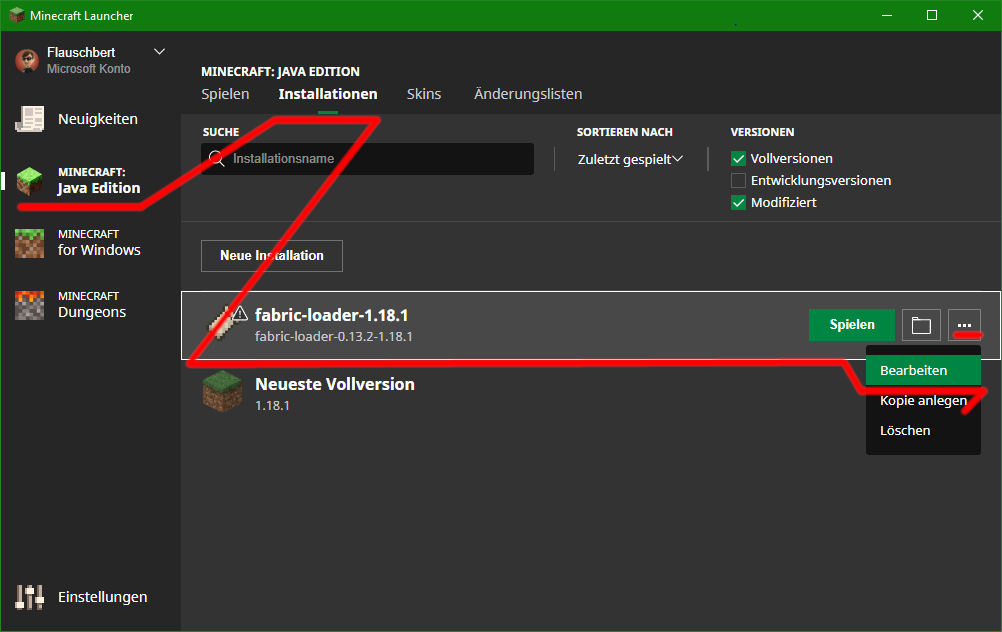 Minecraft Launcher
Flauschbert
Microsoft Konto
Neuigkeiten
MINECRAFT:
Java Edition
MINECRAFT
for Windows
MINECRAFT
Dungeons
Einstellungen
MINECRAFT: JAVA EDITION
Spielen Installationen Skins Änderungslisten
SUCHE
Installationsname
SORTIEREN NACH
Zuletzt gespielt
VERSIONEN
Vollversionen
Entwicklungsversionen
Modifiziert
Neue Installation
fabric-loader-1.18.1
fabric-loader-0.13.2-1.18.1
Spielen
...
Bearbeiten
Kopie anlegen
Löschen
Neueste Vollversion
1.18.1